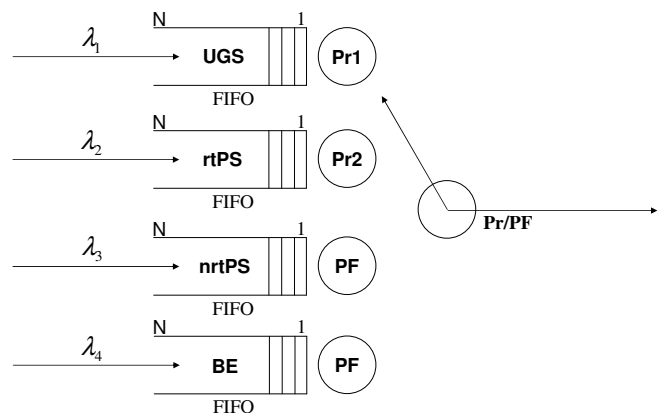 N 1
λ1 UGS Pr1
FIFO
N 1
λ2 rtPS Pr2
FIFO
Pr/PF
N 1
λ3 nrtPS PF
FIFO
N 1
λ4 BE PF
FIFO